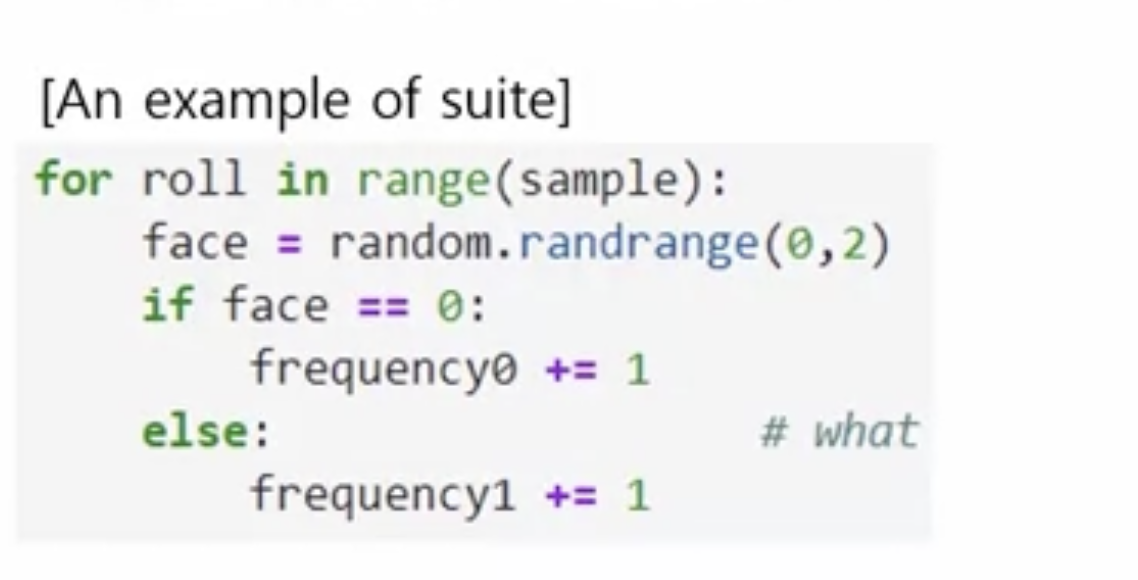 [An example of suite]
for roll in range(sample):
    face = random.randrange(0,2)
    if face == 0:
        frequency0 += 1
    else:                       # what
        frequency1 += 1